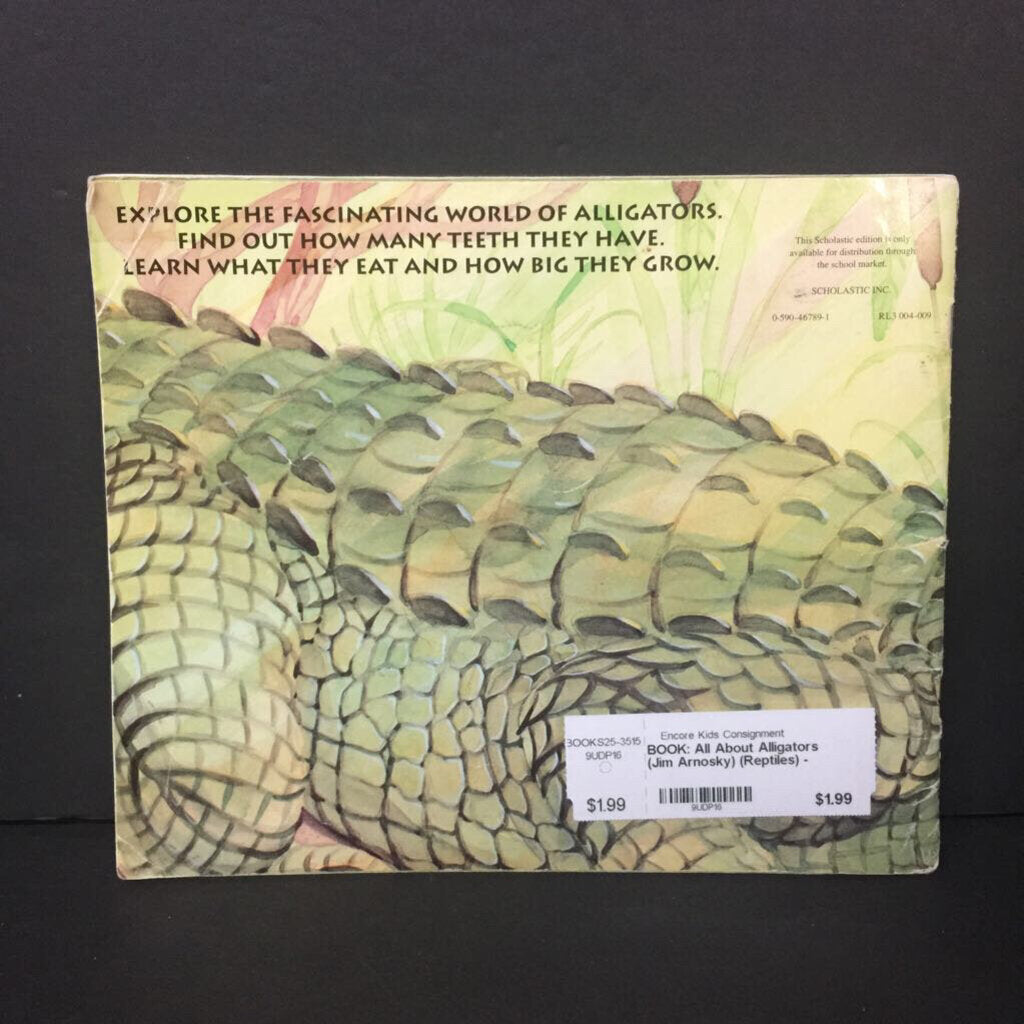 EXPLORE THE FASCINATING WORLD OF ALLIGATORS.
FIND OUT HOW MANY TEETH THEY HAVE.
LEARN WHAT THEY EAT AND HOW BIG THEY GROW.
This Scholastic edition is only
available for distribution through
the school market.
SCHOLASTIC INC.
0-590-46789-1 RL3 004-009
BOOKS25-3515
9UDP16
$1.99
Encore Kids Consignment
BOOK: All About Alligators
(Jim Arnosky) (Reptiles) -
9UDP16
$1.99